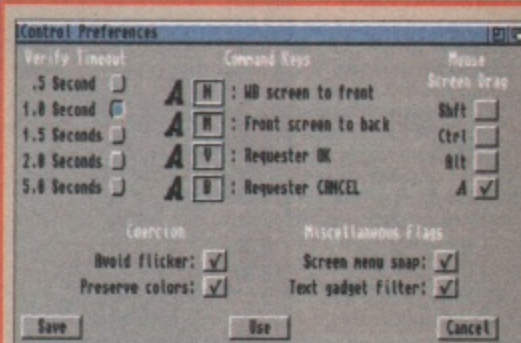 IControl Preferences
Verify Timeout
.5 Second
1.0 Second
1.5 Seconds
2.0 Seconds
5.0 Seconds
Command Keys
A N : WB screen to front
A M : Front screen to back
A V : Requester OK
A B : Requester CANCEL
Mouse
Screen Drag
Shft
Ctrl
Alt
A
Coercion
Avoid flicker:
Preserve colors:
Miscellaneous Flags
Screen menu snap:
Text gadget filter:
Save
Use
Cancel